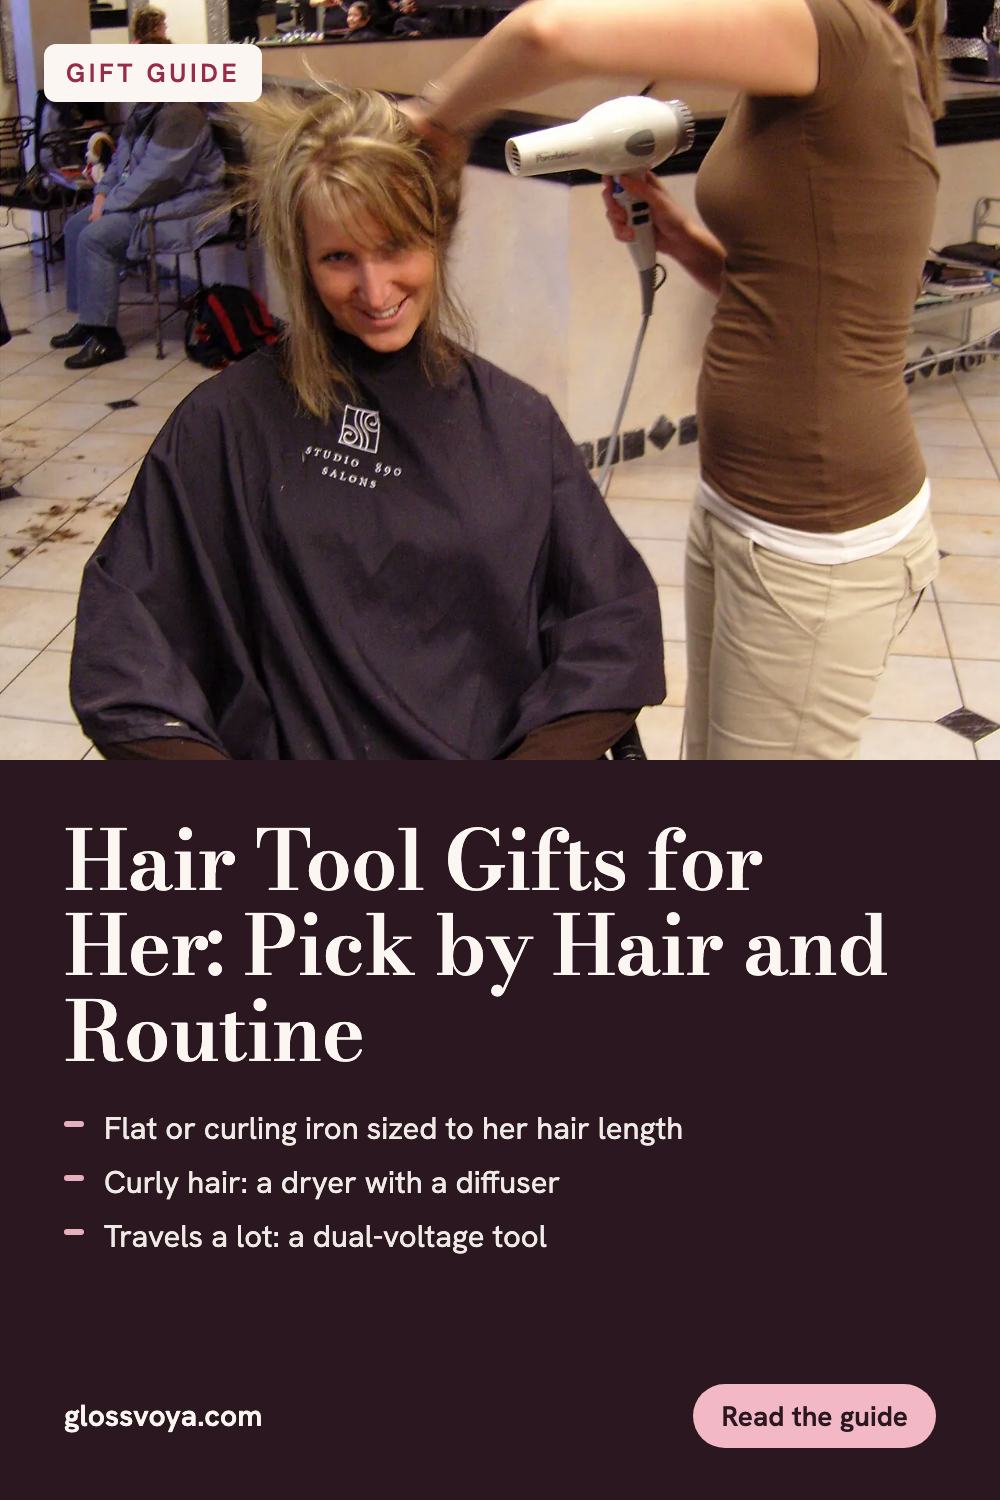 GIFT GUIDE
Porcelain
STUDIO 890
SALONS
Hair Tool Gifts for
Her: Pick by Hair and
Routine
Flat or curling iron sized to her hair length
Curly hair: a dryer with a diffuser
Travels a lot: a dual-voltage tool
glossvoya.com
Read the guide